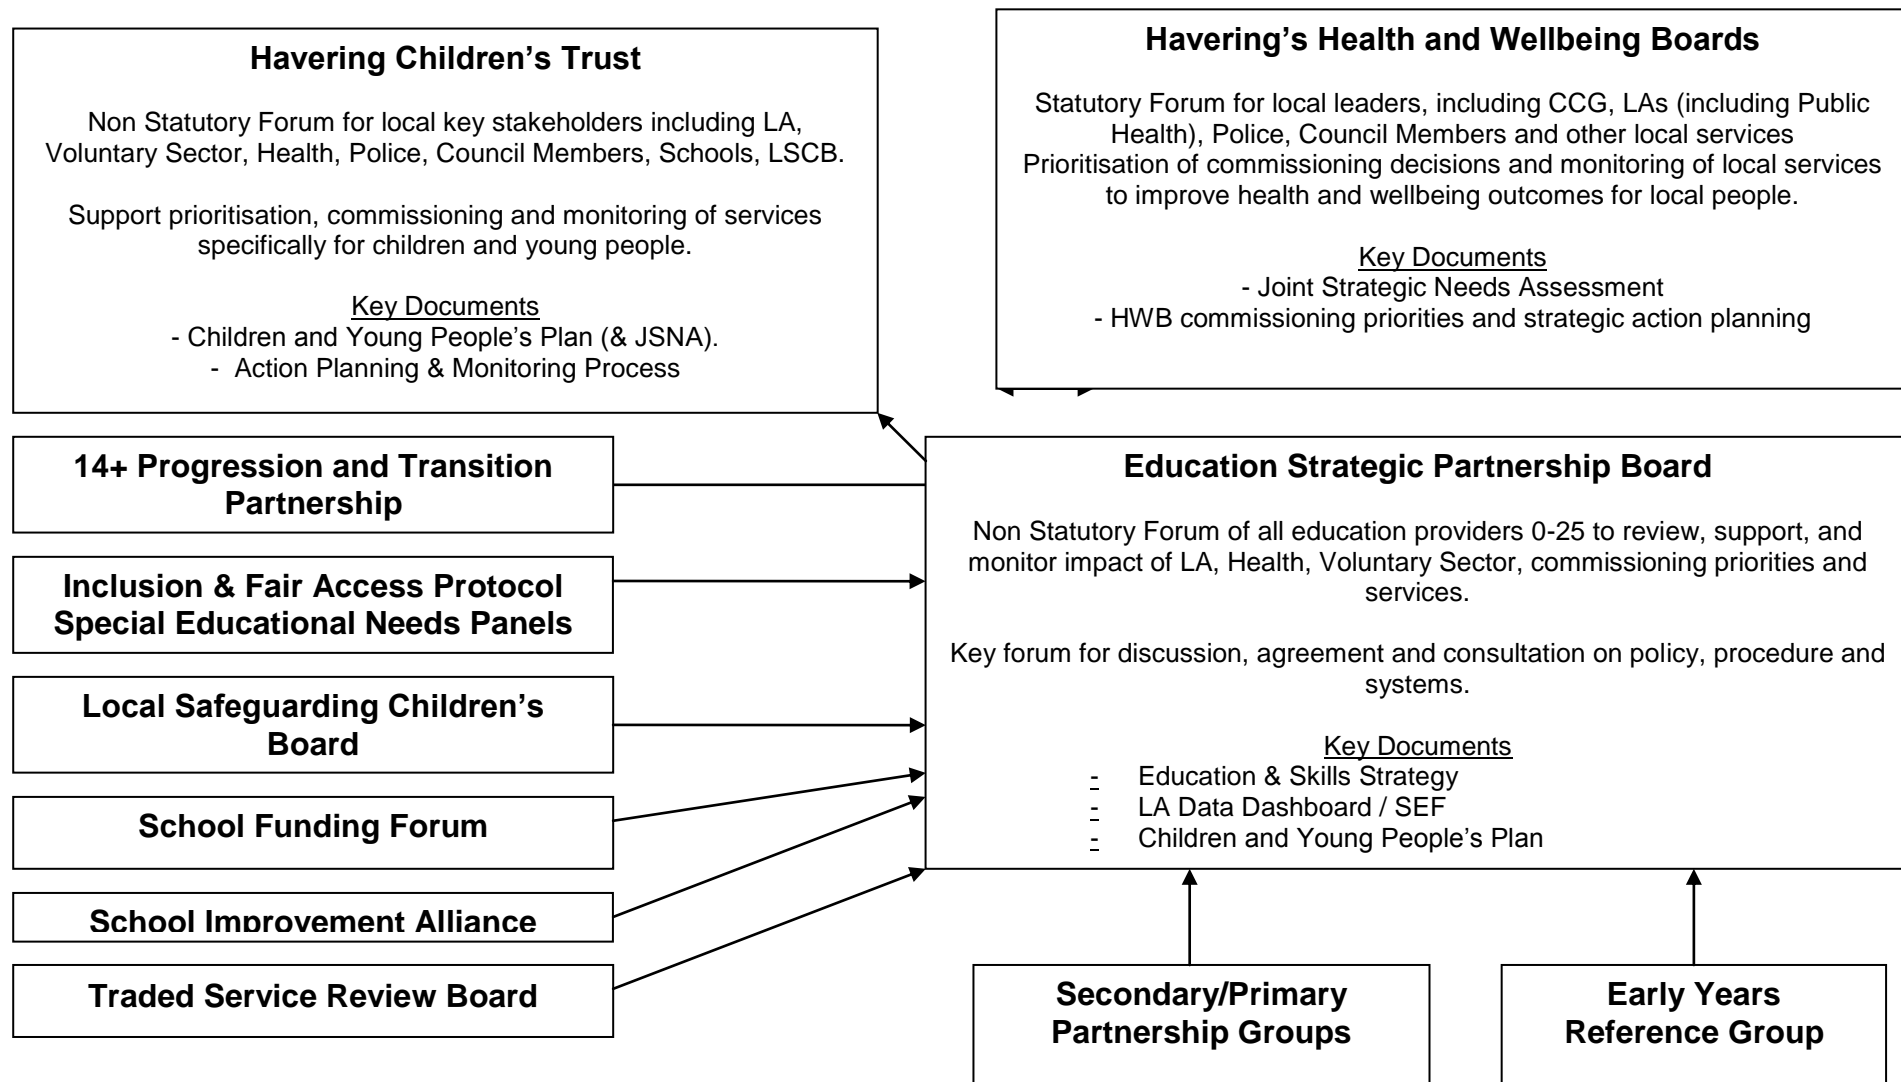 Havering Children's Trust
Non Statutory Forum for local key stakeholders including LA,
Voluntary Sector, Health, Police, Council Members, Schools, LSCB.
Support prioritisation, commissioning and monitoring of services
specifically for children and young people.
Key Documents
- Children and Young People's Plan (& JSNA).
- Action Planning & Monitoring Process
Havering's Health and Wellbeing Boards
Statutory Forum for local leaders, including CCG, LAs (including Public
Health), Police, Council Members and other local services
Prioritisation of commissioning decisions and monitoring of local services
to improve health and wellbeing outcomes for local people.
Key Documents
- Joint Strategic Needs Assessment
- HWB commissioning priorities and strategic action planning
14+ Progression and Transition
Partnership
Inclusion & Fair Access Protocol
Special Educational Needs Panels
Local Safeguarding Children's
Board
School Funding Forum
School Improvement Alliance
Traded Service Review Board
Education Strategic Partnership Board
Non Statutory Forum of all education providers 0-25 to review, support, and
monitor impact of LA, Health, Voluntary Sector, commissioning priorities and
services.
Key forum for discussion, agreement and consultation on policy, procedure and
systems.
Key Documents
- Education & Skills Strategy
- LA Data Dashboard / SEF
- Children and Young People's Plan
Secondary/Primary
Partnership Groups
Early Years
Reference Group